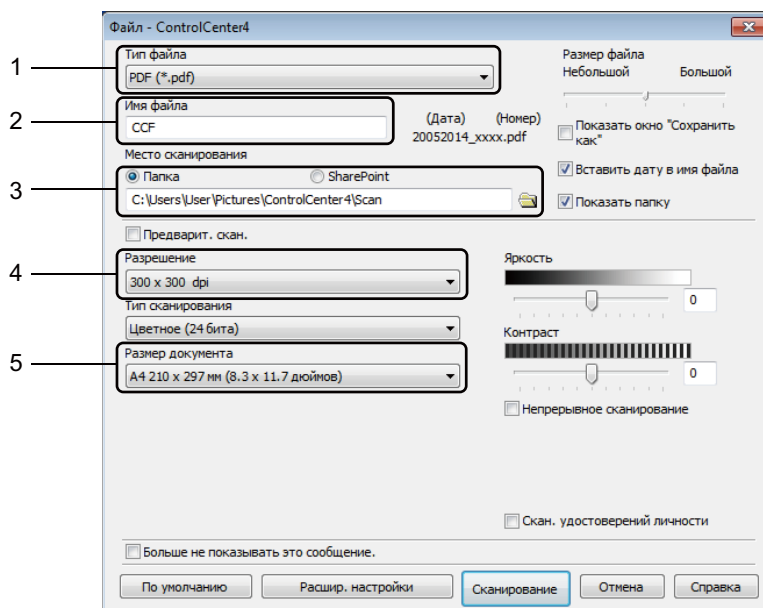 Файл - ControlCenter4
1
Тип файла
PDF (*.pdf)
Размер файла
Небольшой Большой
2
Имя файла
CCF
(Дата) (Номер)
20052014_xxxx.pdf
Показать окно "Сохранить как"
Место сканирования
Вставить дату в имя файла
3
Папка SharePoint
C:\Users\User\Pictures\ControlCenter4\Scan
Показать папку
Предварит. скан.
4
Разрешение
300 x 300 dpi
Яркость
0
Тип сканирования
Цветное (24 бита)
Контраст
0
5
Размер документа
A4 210 x 297 мм (8.3 x 11.7 дюймов)
Непрерывное сканирование
Скан. удостоверений личности
Больше не показывать это сообщение.
По умолчанию Расшир. настройки Сканирование Отмена Справка